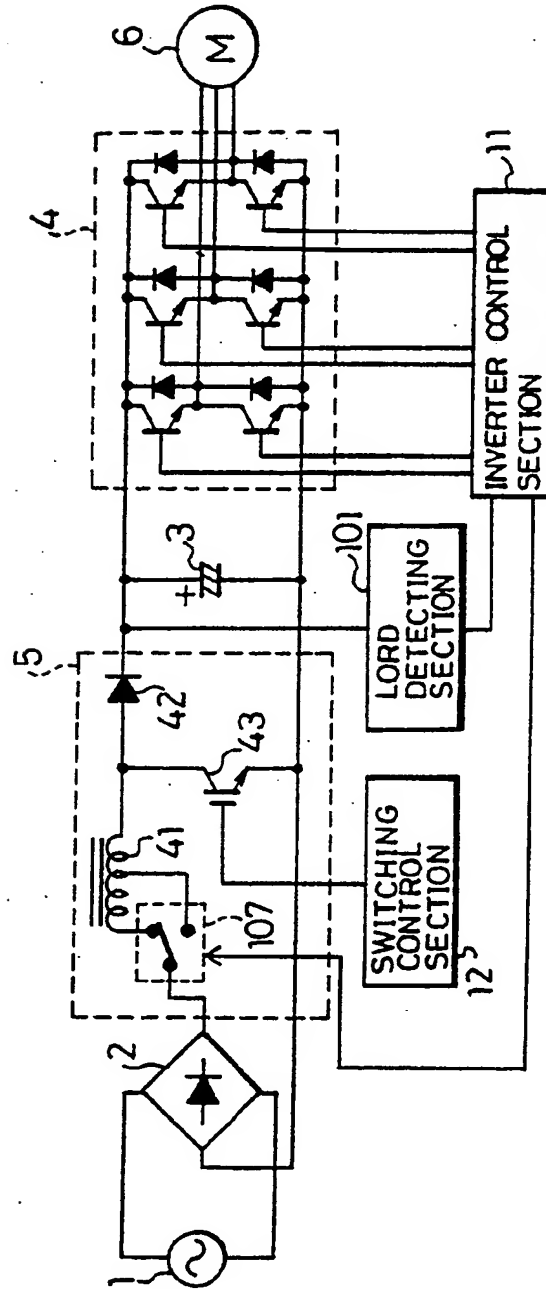 1
2
5
41
42
107
43
3
+
4
6
M
SWITCHING
CONTROL
SECTION
12
LORD
DETECTING
SECTION
101
INVERTER CONTROL
SECTION
11